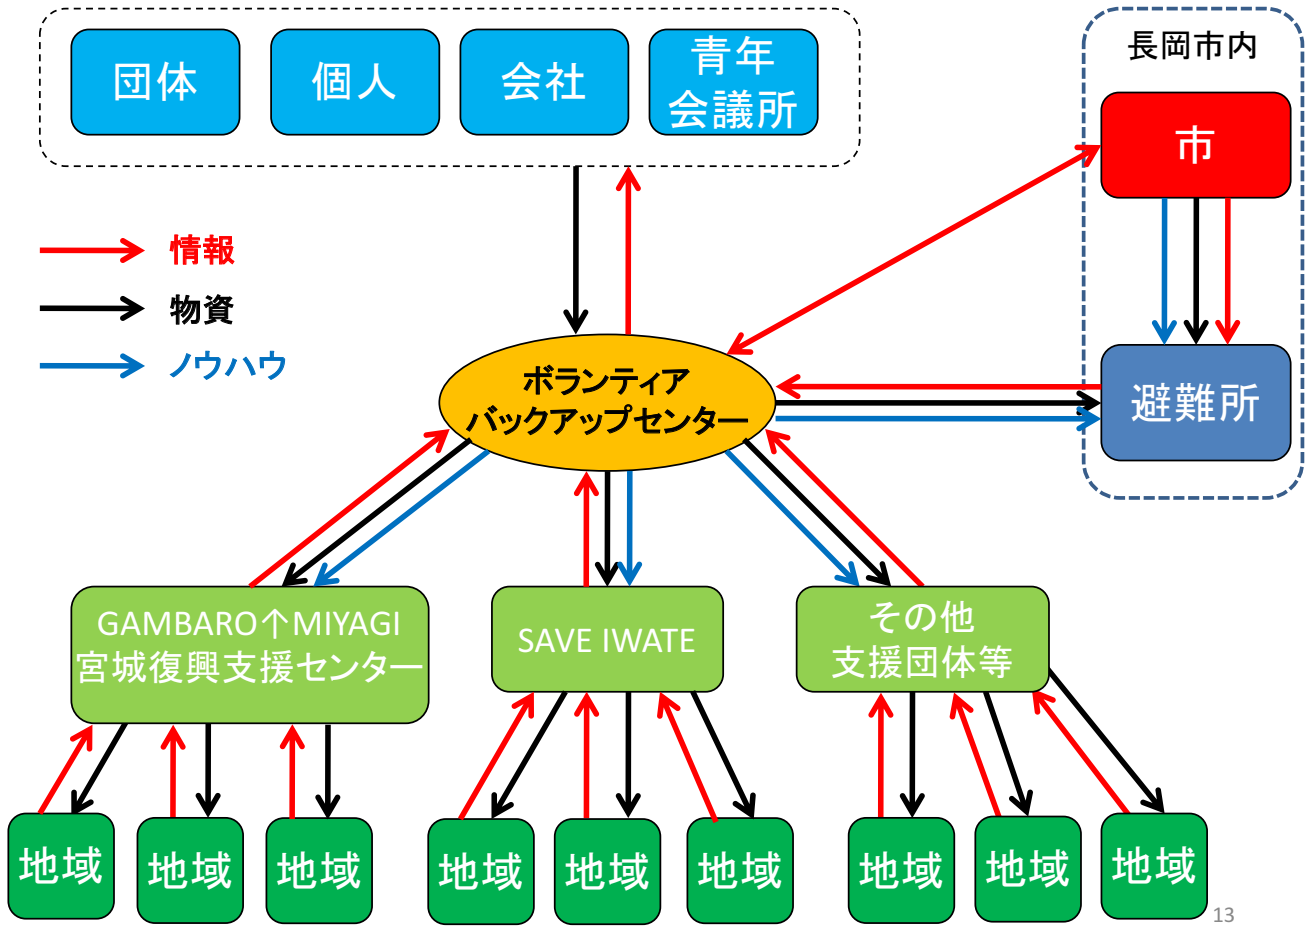 団体
個人
会社
青年
会議所
長岡市内
市
情報
物資
ノウハウ
ボランティア
バックアップセンター
避難所
GAMBARO↑MIYAGI
宮城復興支援センター
SAVE IWATE
その他
支援団体等
地域
地域
地域
地域
地域
地域
地域
地域
地域
13